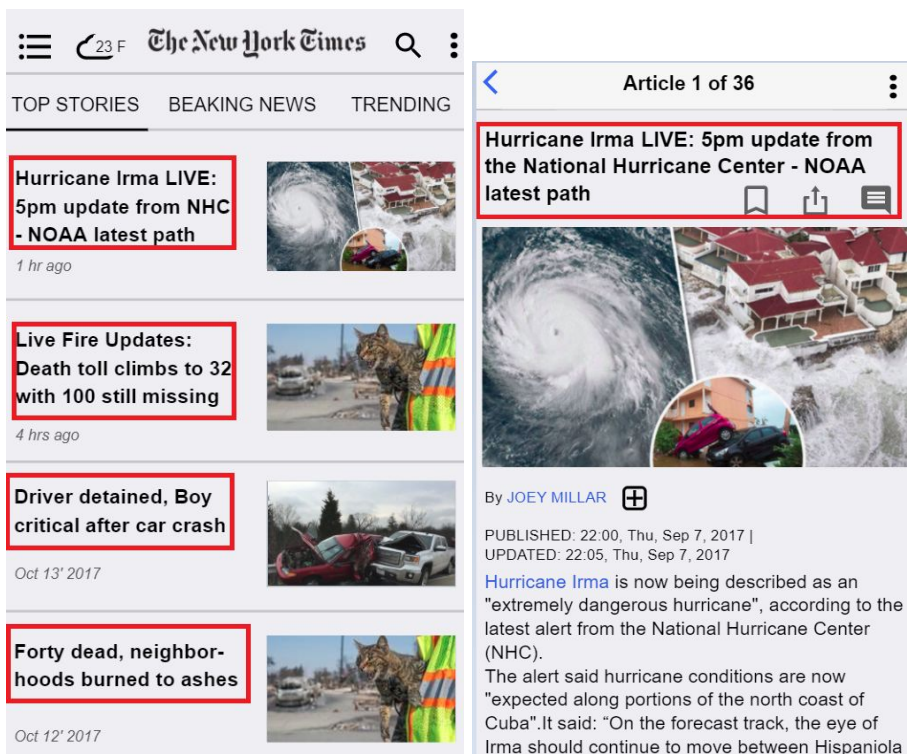 23 F
The New York Times
TOP STORIES BEAKING NEWS TRENDING
Hurricane Irma LIVE:
5pm update from NHC
- NOAA latest path
1 hr ago
Live Fire Updates:
Death toll climbs to 32
with 100 still missing
4 hrs ago
Driver detained, Boy
critical after car crash
Oct 13' 2017
Forty dead, neighbor-
hoods burned to ashes
Oct 12' 2017
Article 1 of 36
Hurricane Irma LIVE: 5pm update from
the National Hurricane Center - NOAA
latest path
By JOEY MILLAR
PUBLISHED: 22:00, Thu, Sep 7, 2017 |
UPDATED: 22:05, Thu, Sep 7, 2017
Hurricane Irma is now being described as an
"extremely dangerous hurricane", according to the
latest alert from the National Hurricane Center
(NHC).
The alert said hurricane conditions are now
"expected along portions of the north coast of
Cuba".It said: “On the forecast track, the eye of
Irma should continue to move between Hispaniola